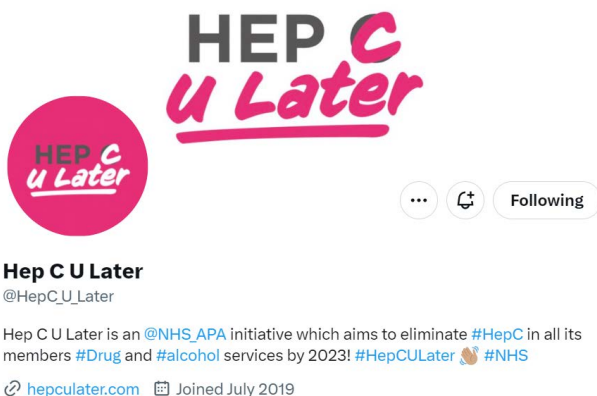 HEP C
U Later
HEP C
U Later
Following
Hep C U Later
@HepC_U_Later
Hep C U Later is an @NHS_APA initiative which aims to eliminate #HepC in all its
members #Drug and #alcohol services by 2023! #HepCULater 👋🏽 #NHS
hepculater.com Joined July 2019